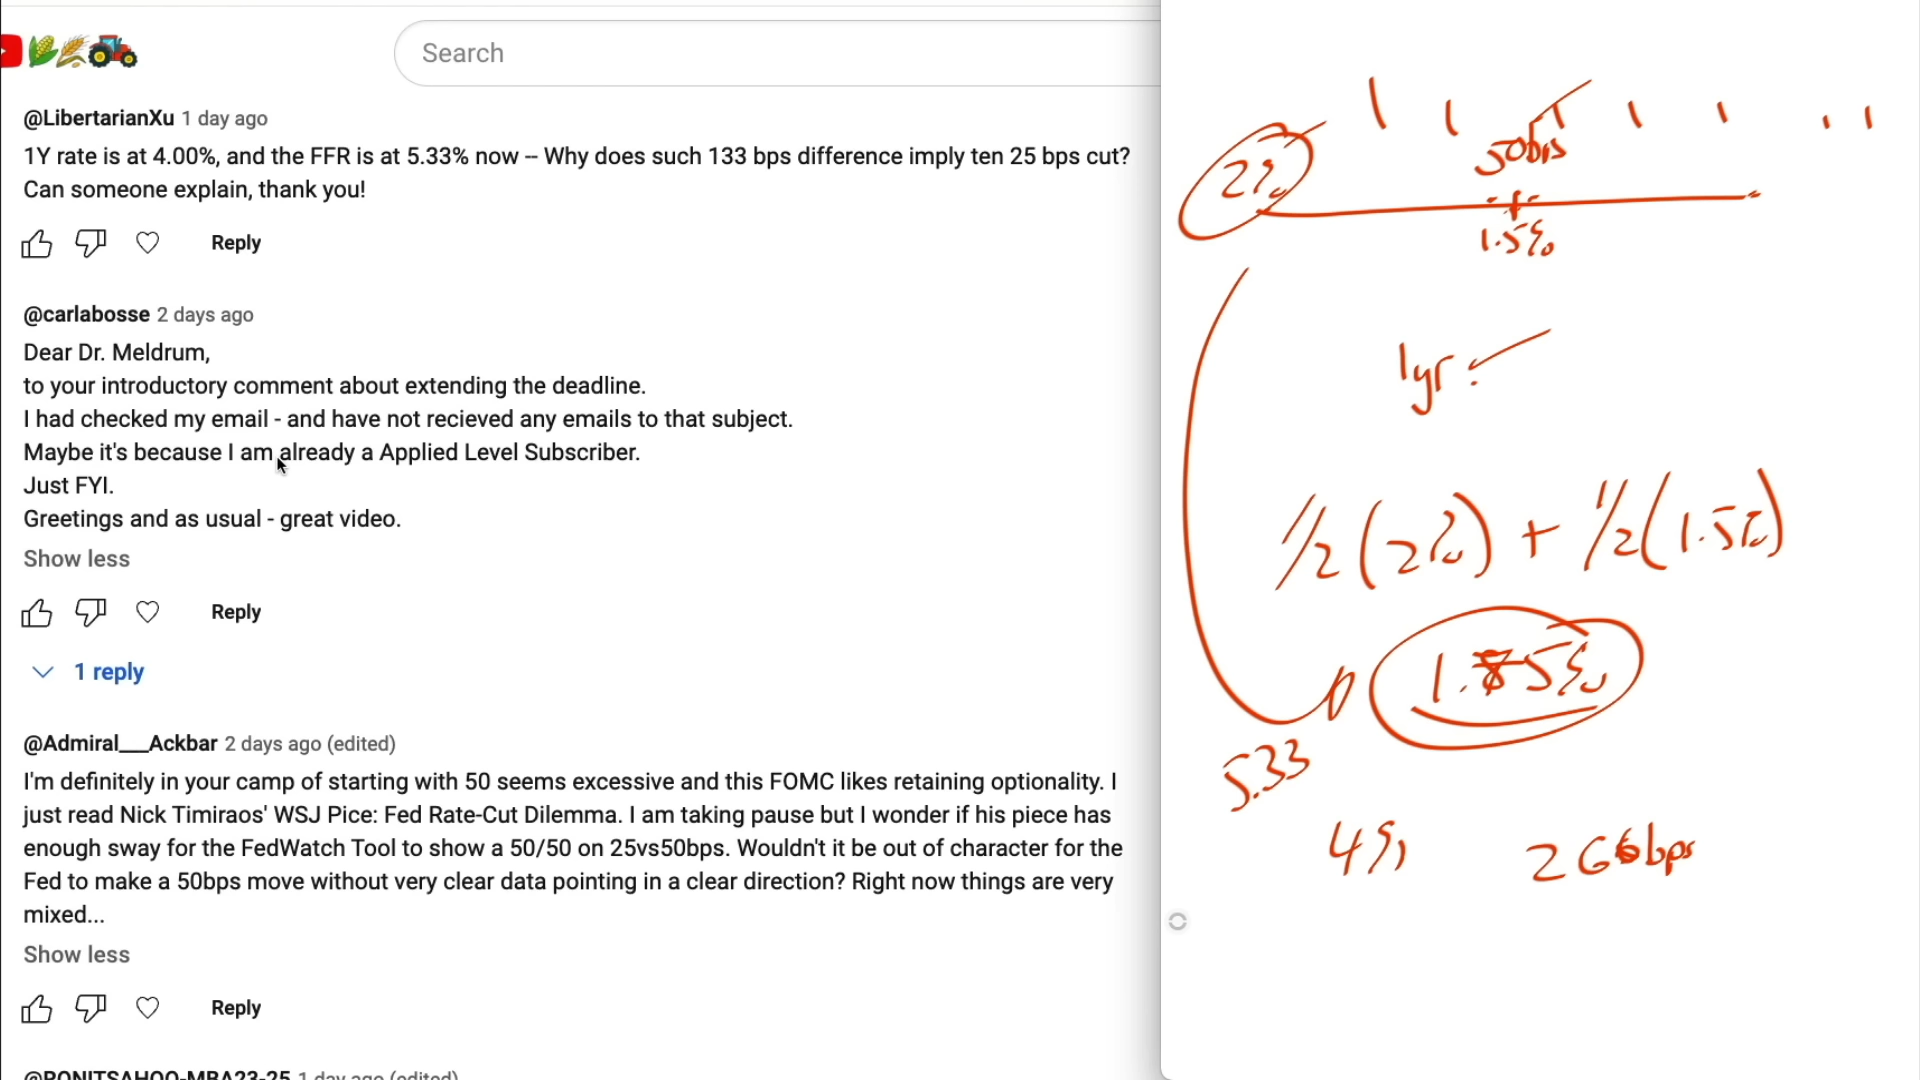 Search
@LibertarianXu 1 day ago
1Y rate is at 4.00%, and the FFR is at 5.33% now -- Why does such 133 bps difference imply ten 25 bps cut?
Can someone explain, thank you!
Reply
@carlabosse 2 days ago
Dear Dr. Meldrum,
to your introductory comment about extending the deadline.
I had checked my email - and have not recieved any emails to that subject.
Maybe it's because I am already a Applied Level Subscriber.
Just FYI.
Greetings and as usual - great video.
Show less
Reply
1 reply
@Admiral___Ackbar 2 days ago (edited)
I'm definitely in your camp of starting with 50 seems excessive and this FOMC likes retaining optionality. I
just read Nick Timiraos' WSJ Pice: Fed Rate-Cut Dilemma. I am taking pause but I wonder if his piece has
enough sway for the FedWatch Tool to show a 50/50 on 25vs50bps. Wouldn't it be out of character for the
Fed to make a 50bps move without very clear data pointing in a clear direction? Right now things are very
mixed...
Show less
Reply
@RONITSAHOO-MBA23-25 1 day ago (edited)
50bps
2%
1.5%
1yr
1/2 (2%) + 1/2 (1.5%)
1.75%
5.33
4%
266bps